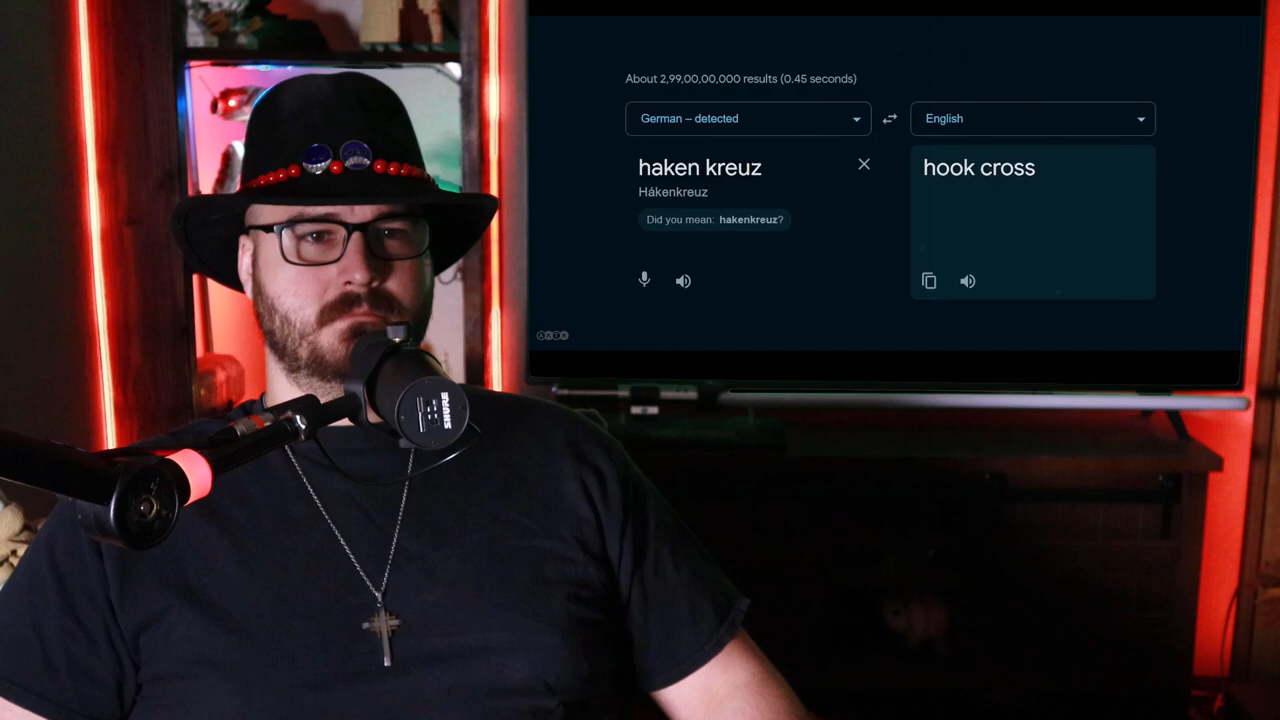 About 2,99,00,00,000 results (0.45 seconds)
German – detected
English
haken kreuz
hook cross
Hákenkreuz
Did you mean: hakenkreuz?
SHURE